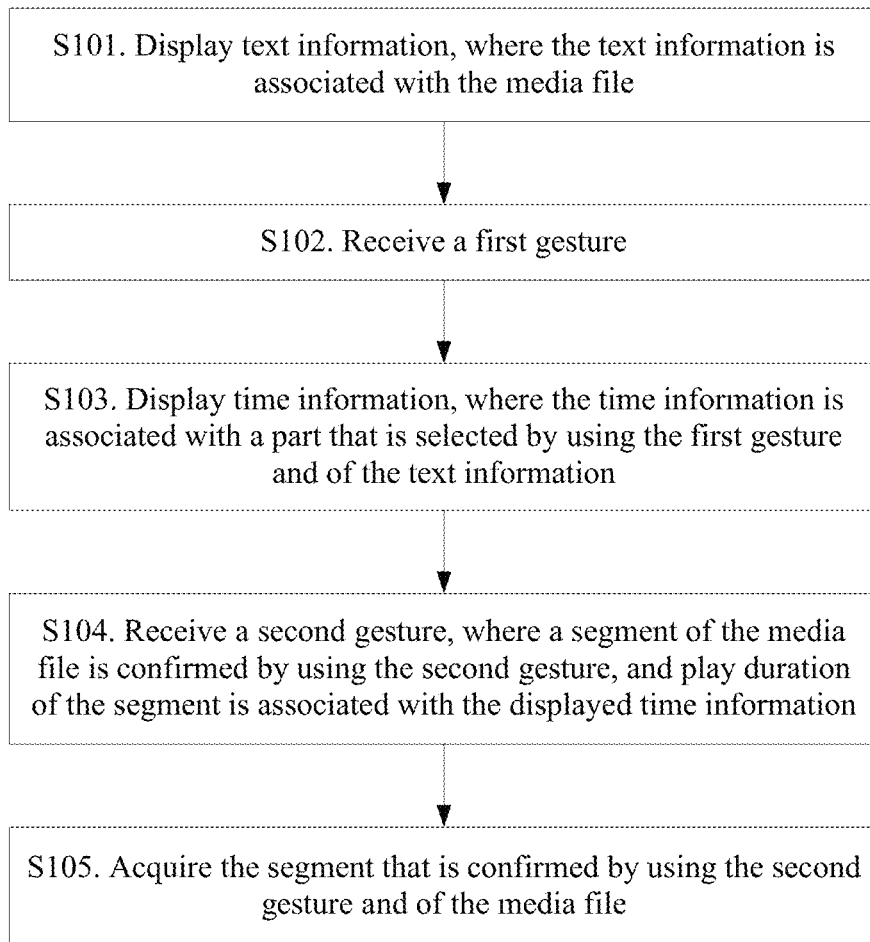 S101. Display text information, where the text information is
associated with the media file
S102. Receive a first gesture
S103. Display time information, where the time information is
associated with a part that is selected by using the first gesture
and of the text information
S104. Receive a second gesture, where a segment of the media
file is confirmed by using the second gesture, and play duration
of the segment is associated with the displayed time information
S105. Acquire the segment that is confirmed by using the second
gesture and of the media file